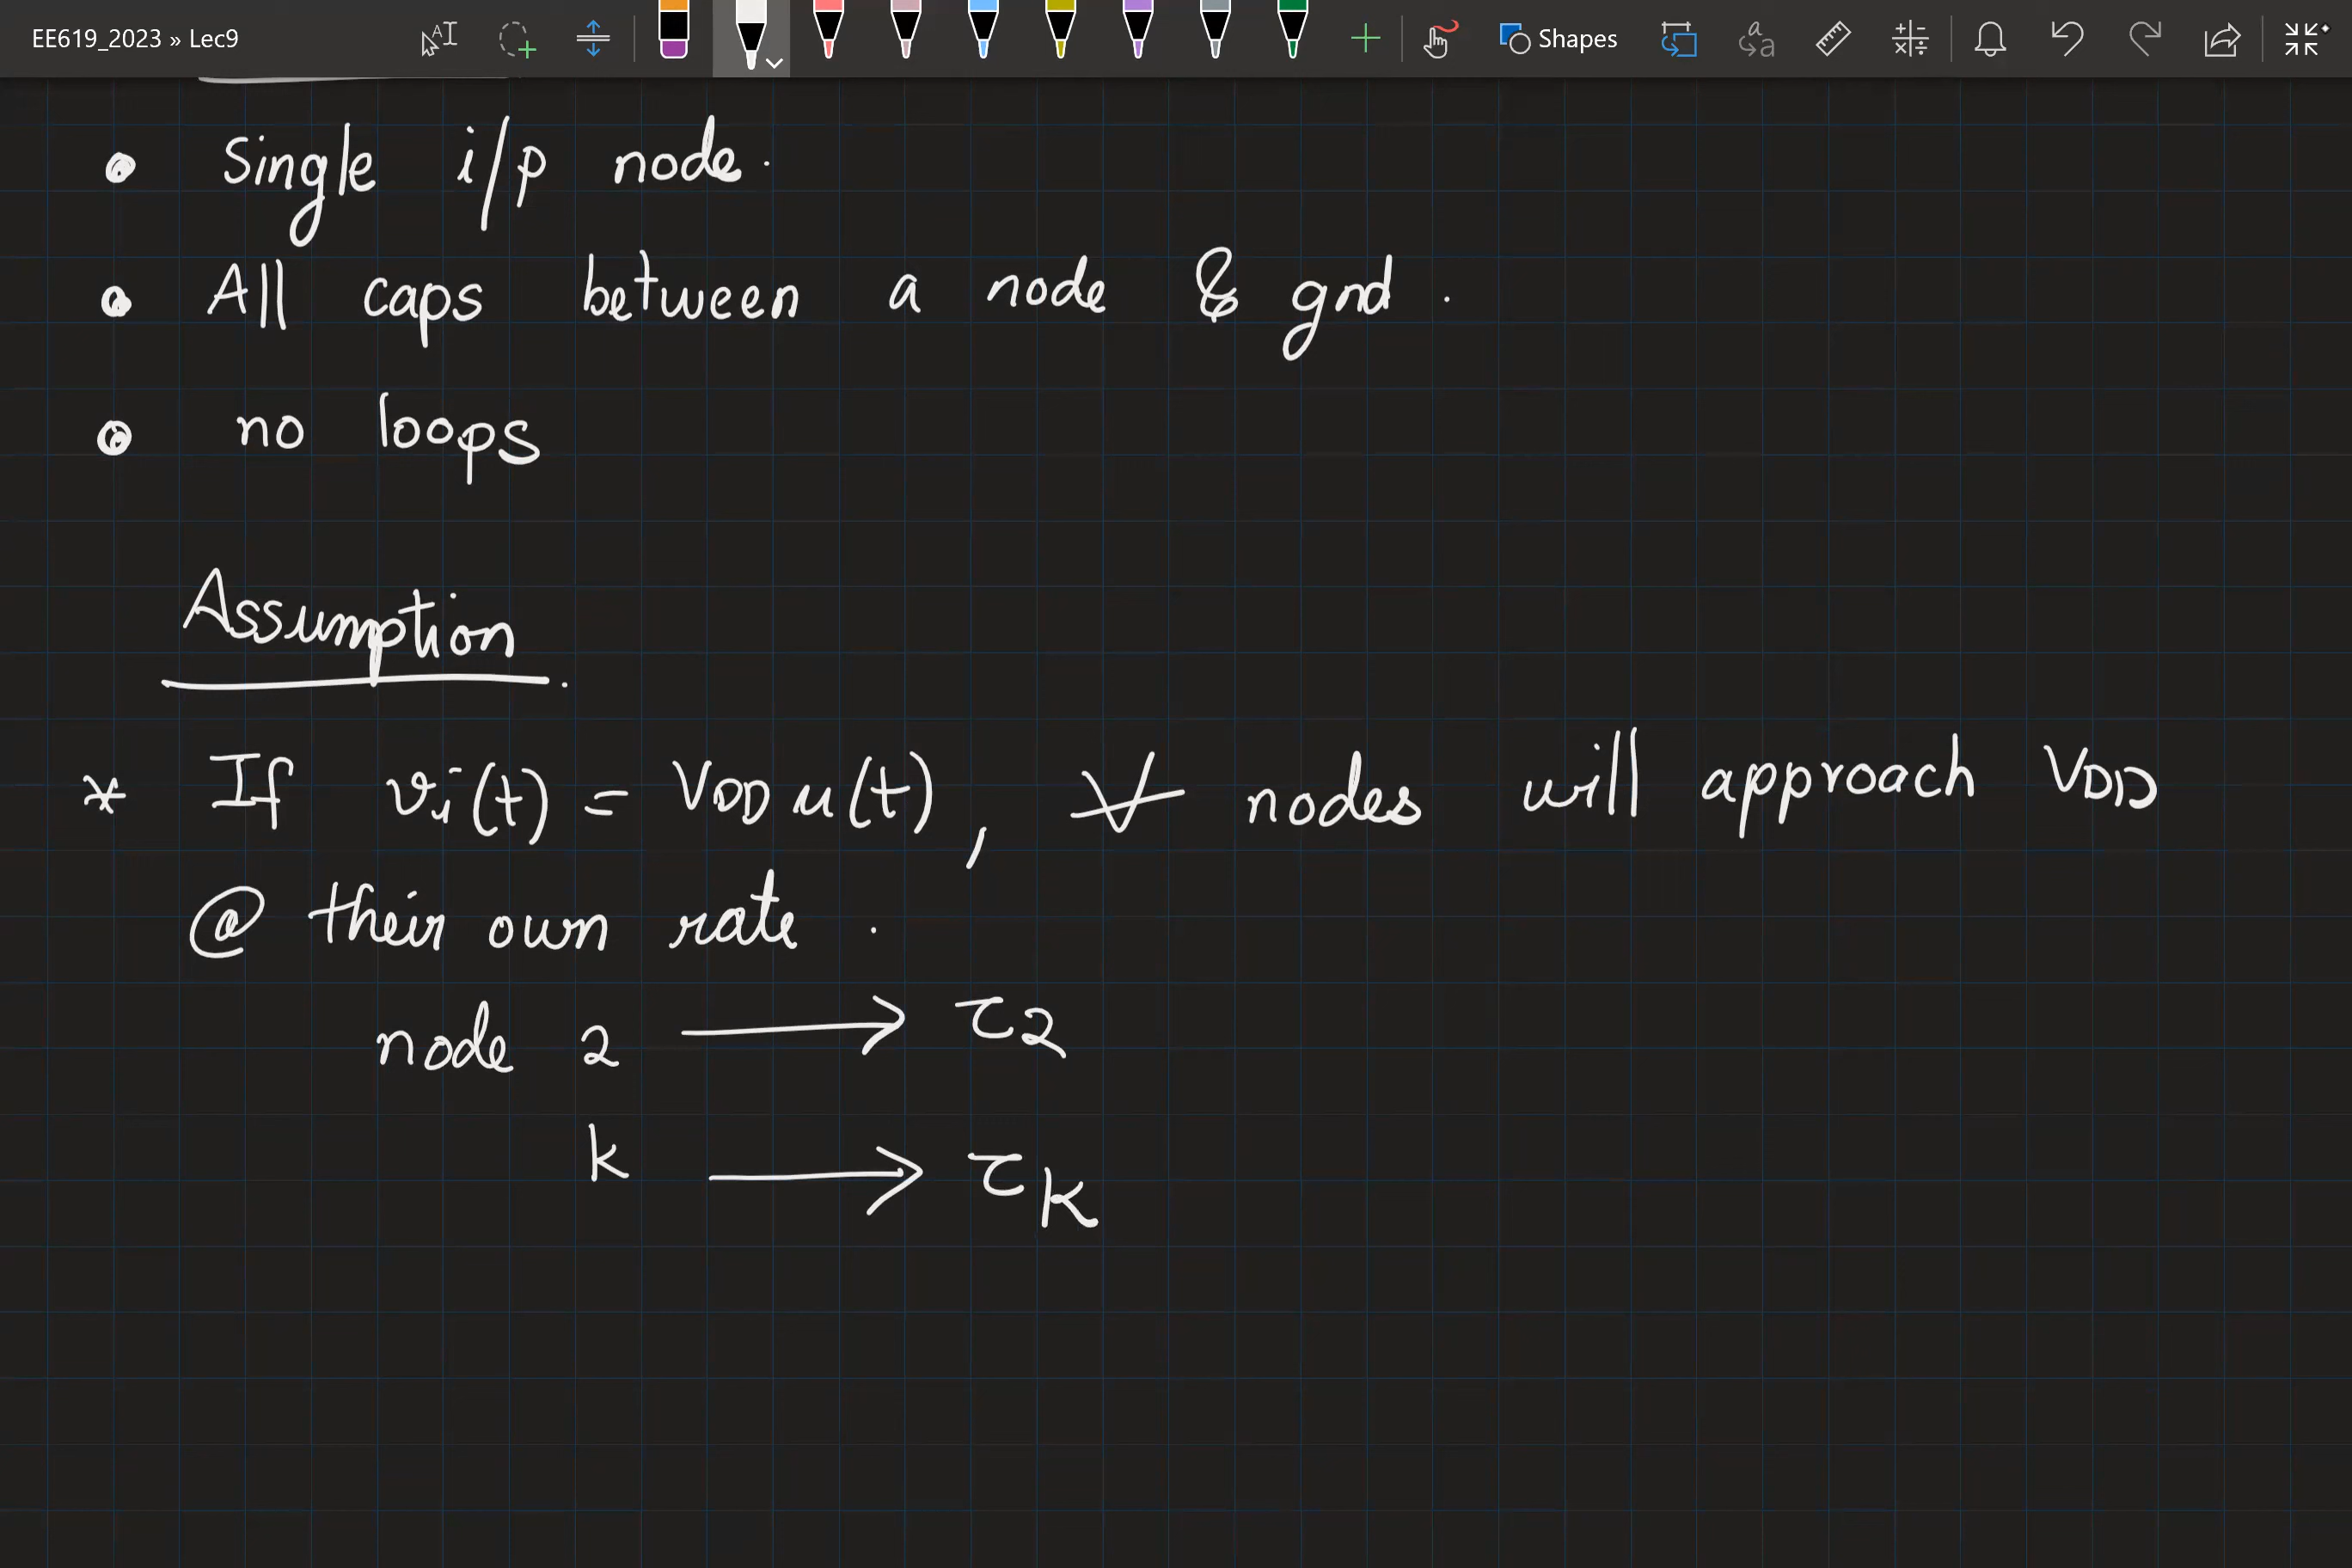 EE619_2023 » Lec9
Shapes
Single i/p node.
All caps between a node & gnd.
no loops
Assumption.
* If vi(t) = VDD u(t), ∀ nodes will approach VDD
@ their own rate.
node 2 ⟶ τ2
k ⟶ τk